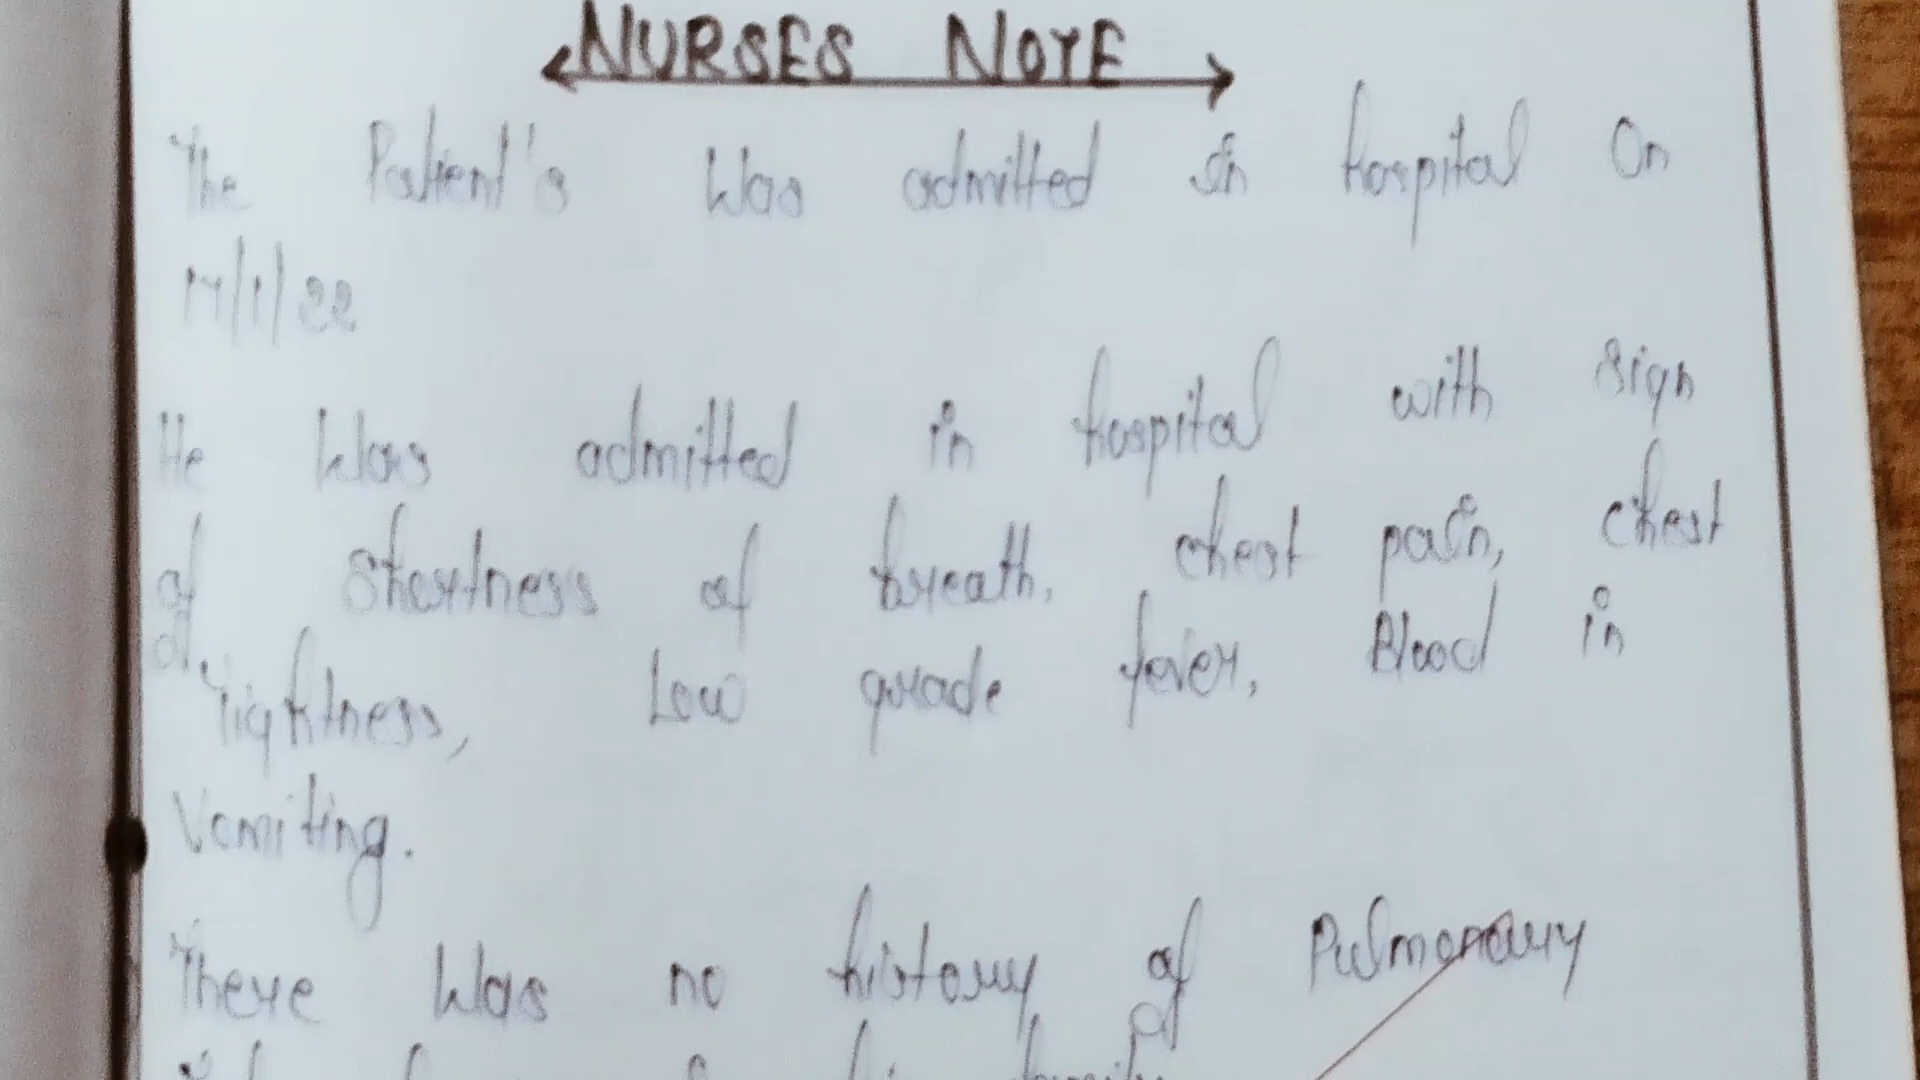 NURSES NOTE
The Patient's Was admitted in hospital On
17/1/22
He Was admitted in hospital with sign
of Shortness of breath, chest pain, chest
Tightness, Low grade fever, Blood in
Vomiting.
There was no history of Pulmonary